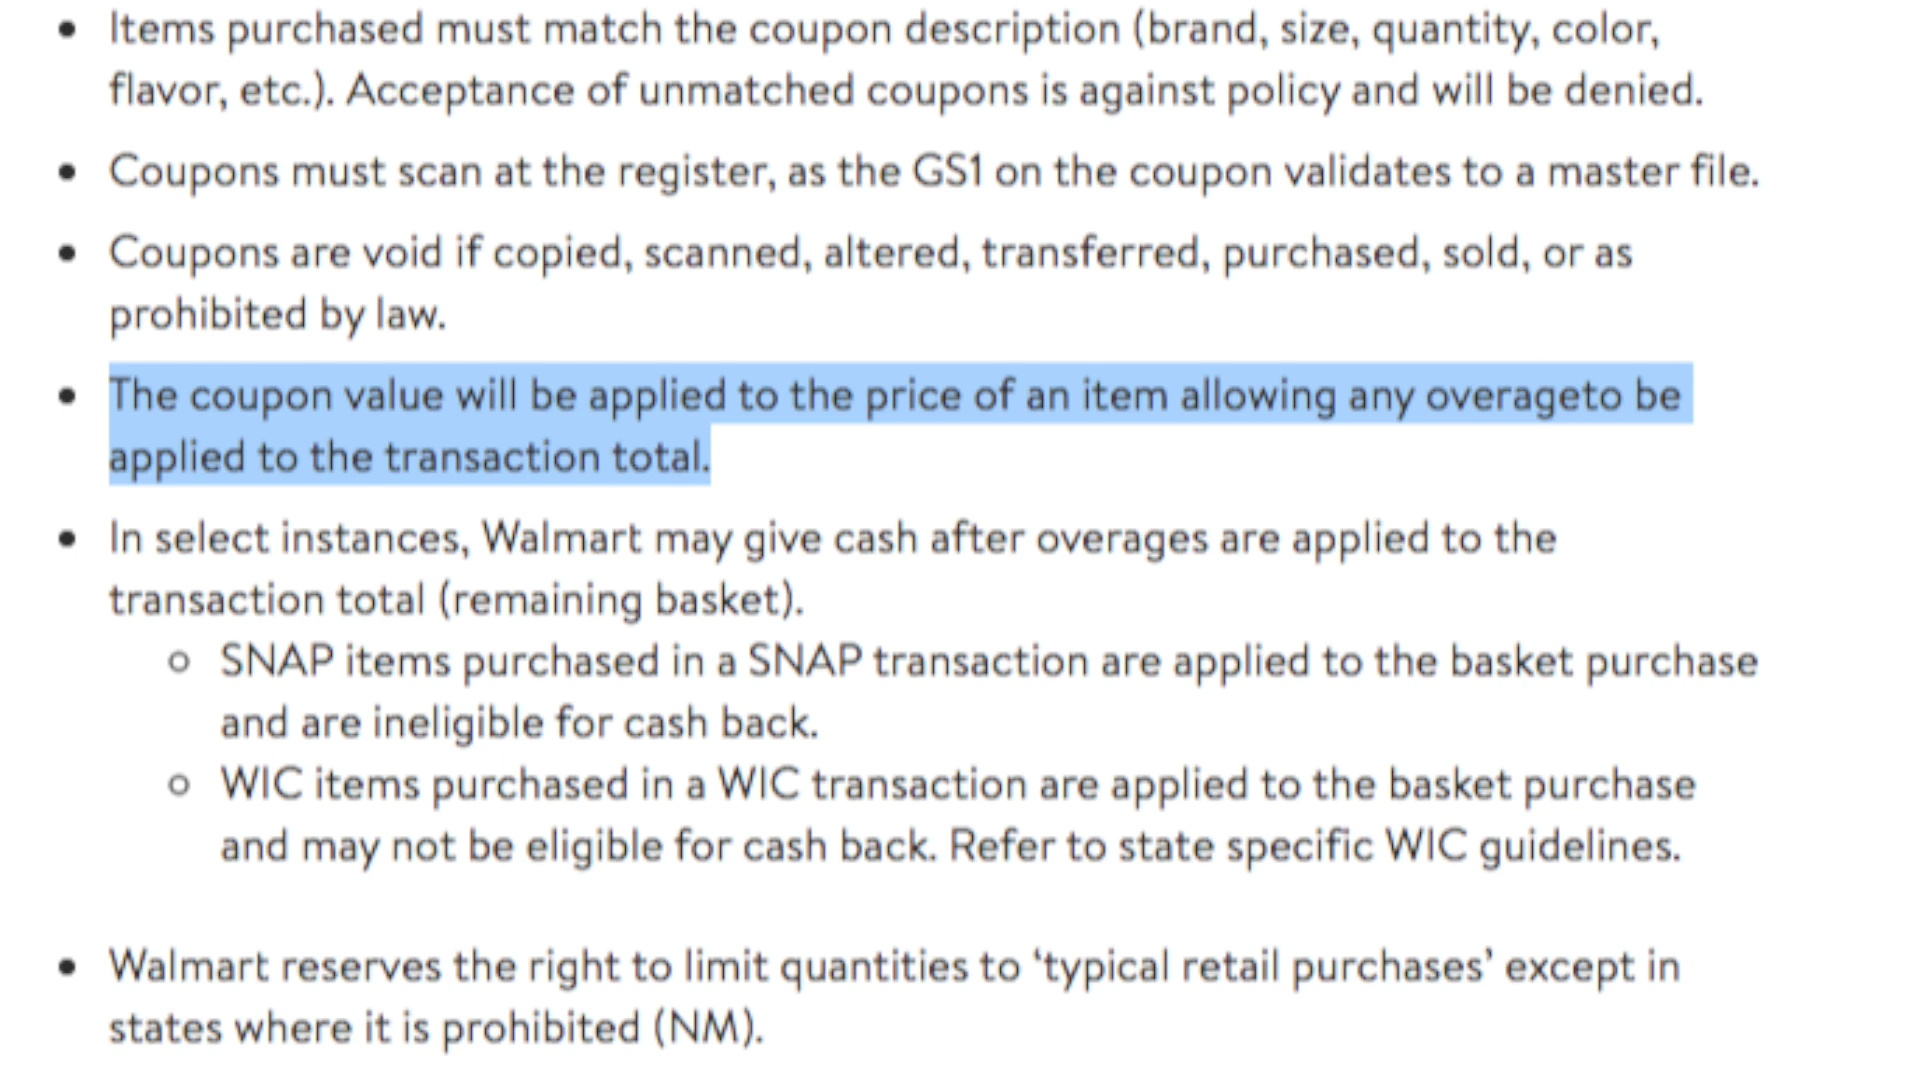 • Items purchased must match the coupon description (brand, size, quantity, color,
flavor, etc.). Acceptance of unmatched coupons is against policy and will be denied.
• Coupons must scan at the register, as the GS1 on the coupon validates to a master file.
• Coupons are void if copied, scanned, altered, transferred, purchased, sold, or as
prohibited by law.
• The coupon value will be applied to the price of an item allowing any overageto be
applied to the transaction total.
• In select instances, Walmart may give cash after overages are applied to the
transaction total (remaining basket).
○ SNAP items purchased in a SNAP transaction are applied to the basket purchase
and are ineligible for cash back.
○ WIC items purchased in a WIC transaction are applied to the basket purchase
and may not be eligible for cash back. Refer to state specific WIC guidelines.
• Walmart reserves the right to limit quantities to ‘typical retail purchases’ except in
states where it is prohibited (NM).